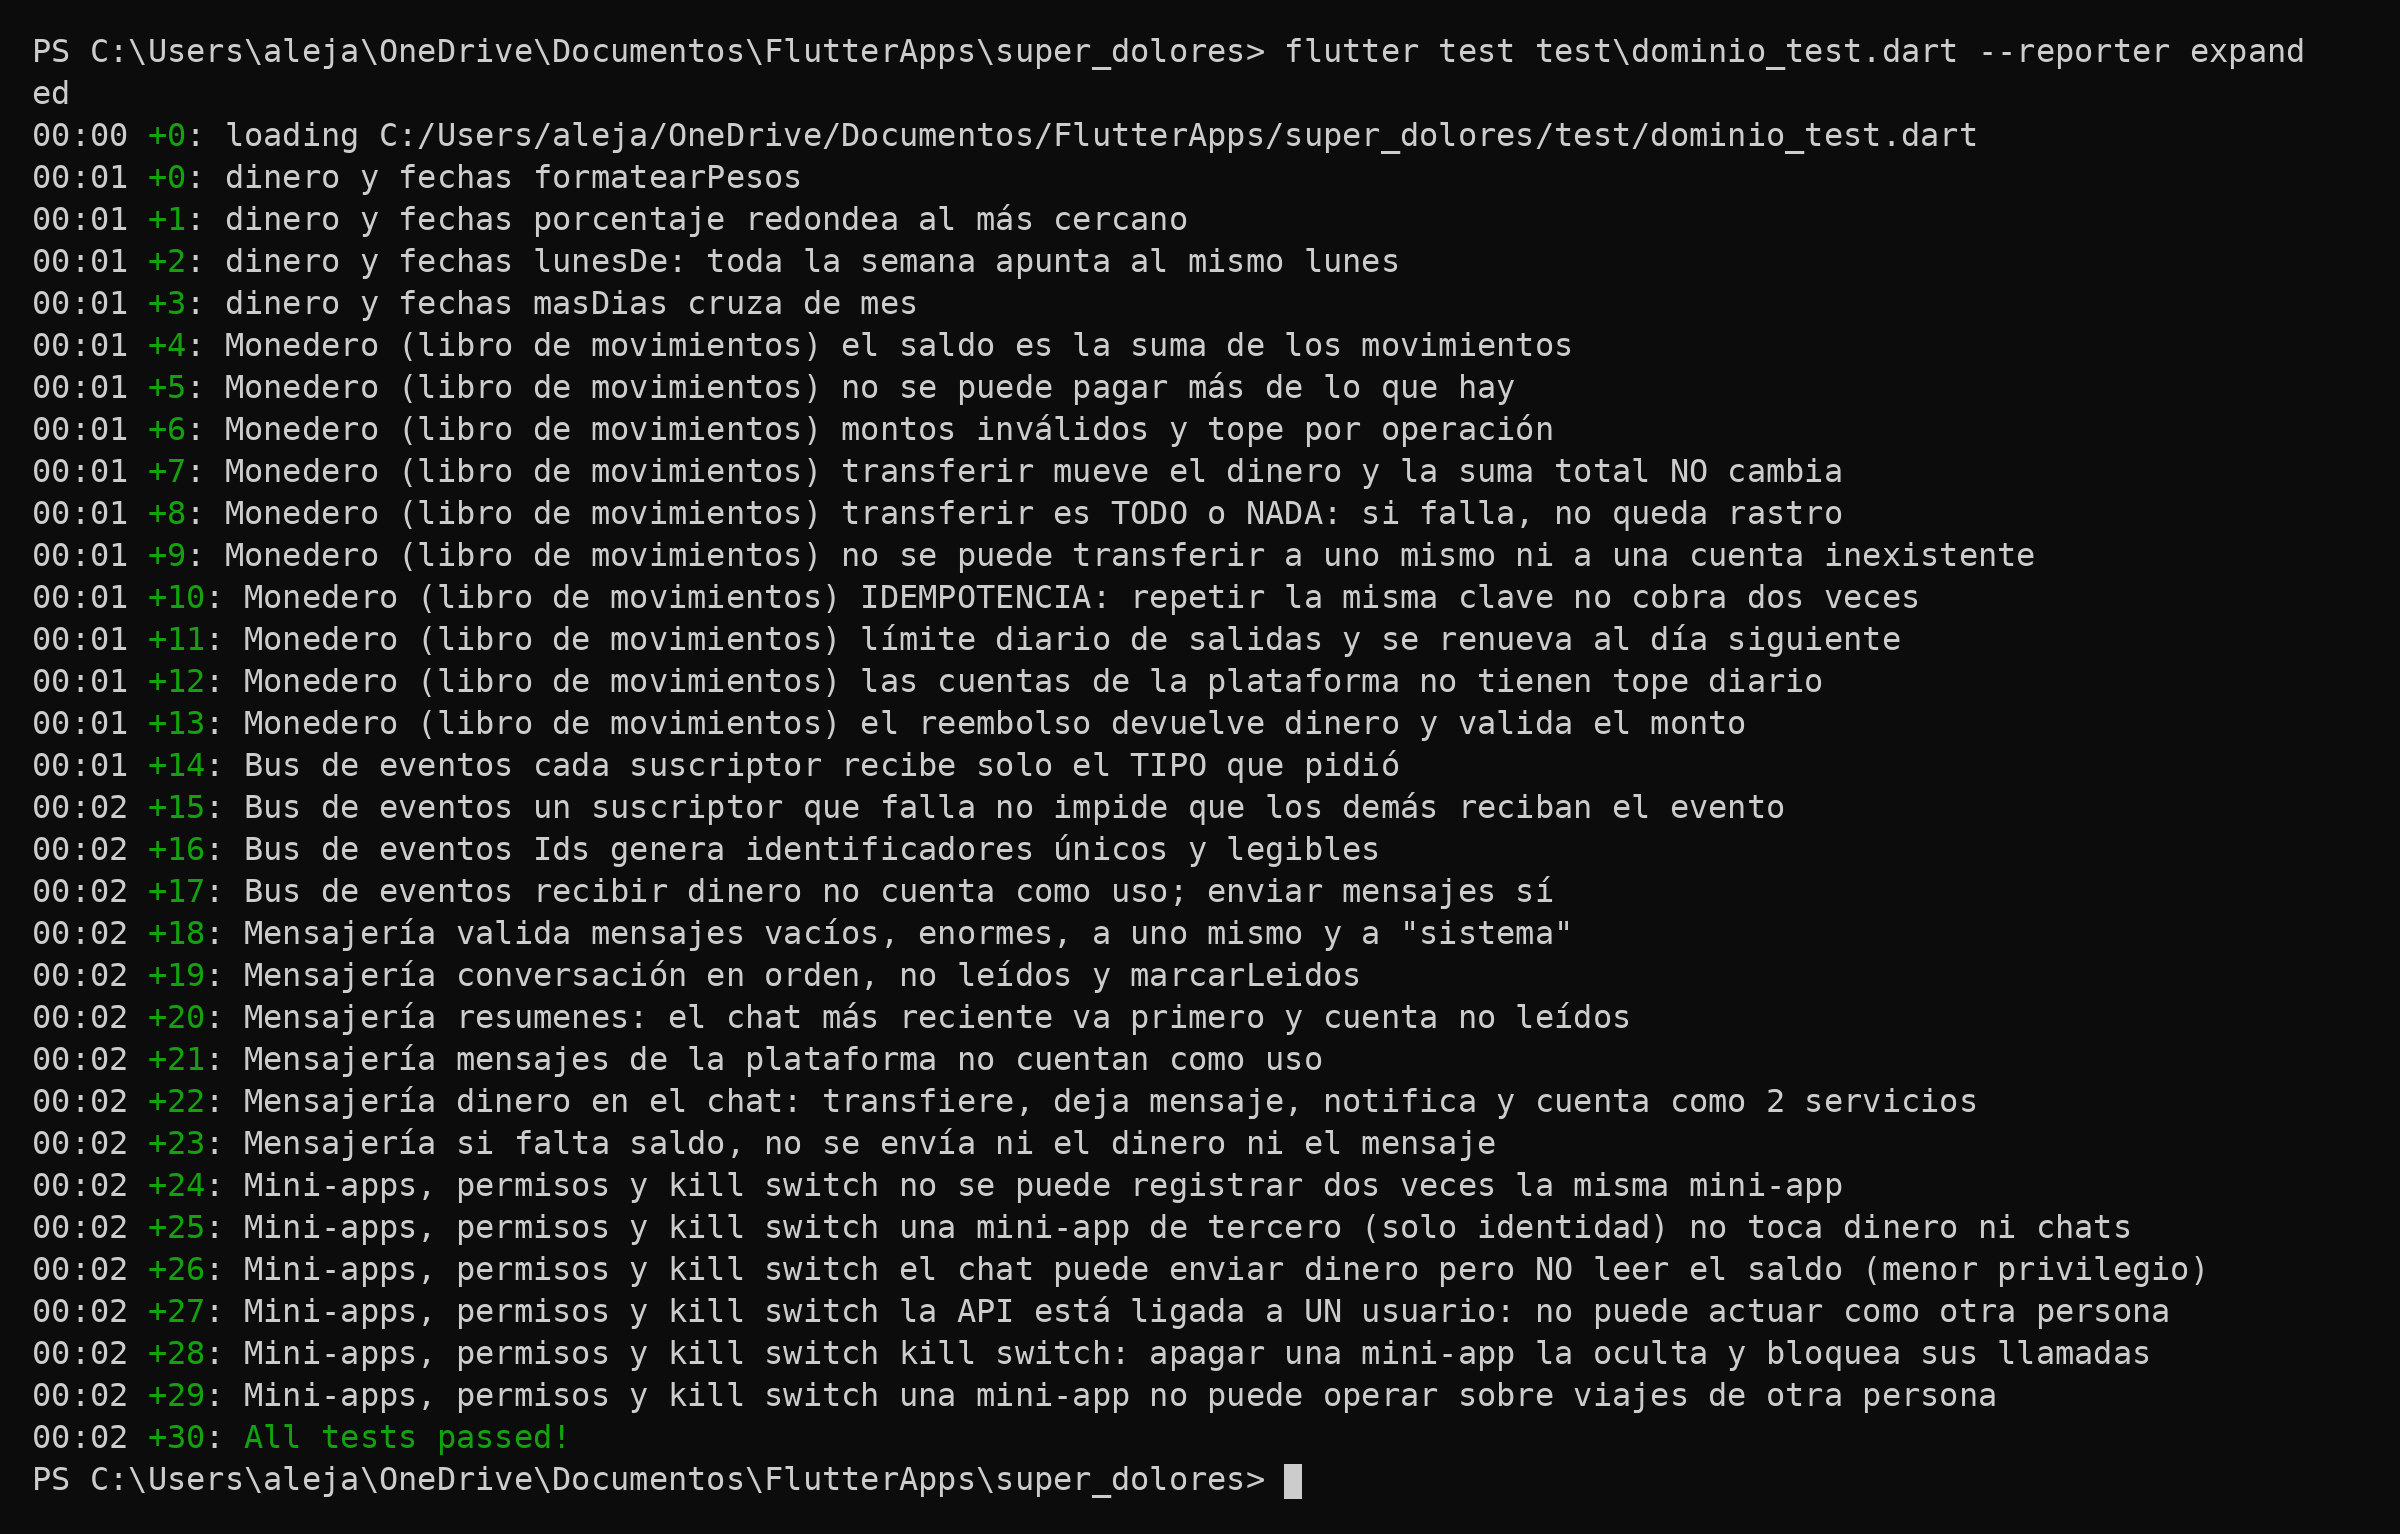 PS C:\Users\aleja\OneDrive\Documentos\FlutterApps\super_dolores> flutter test test\dominio_test.dart --reporter expand
ed
00:00 +0: loading C:/Users/aleja/OneDrive/Documentos/FlutterApps/super_dolores/test/dominio_test.dart
00:01 +0: dinero y fechas formatearPesos
00:01 +1: dinero y fechas porcentaje redondea al más cercano
00:01 +2: dinero y fechas lunesDe: toda la semana apunta al mismo lunes
00:01 +3: dinero y fechas masDias cruza de mes
00:01 +4: Monedero (libro de movimientos) el saldo es la suma de los movimientos
00:01 +5: Monedero (libro de movimientos) no se puede pagar más de lo que hay
00:01 +6: Monedero (libro de movimientos) montos inválidos y tope por operación
00:01 +7: Monedero (libro de movimientos) transferir mueve el dinero y la suma total NO cambia
00:01 +8: Monedero (libro de movimientos) transferir es TODO o NADA: si falla, no queda rastro
00:01 +9: Monedero (libro de movimientos) no se puede transferir a uno mismo ni a una cuenta inexistente
00:01 +10: Monedero (libro de movimientos) IDEMPOTENCIA: repetir la misma clave no cobra dos veces
00:01 +11: Monedero (libro de movimientos) límite diario de salidas y se renueva al día siguiente
00:01 +12: Monedero (libro de movimientos) las cuentas de la plataforma no tienen tope diario
00:01 +13: Monedero (libro de movimientos) el reembolso devuelve dinero y valida el monto
00:01 +14: Bus de eventos cada suscriptor recibe solo el TIPO que pidió
00:02 +15: Bus de eventos un suscriptor que falla no impide que los demás reciban el evento
00:02 +16: Bus de eventos Ids genera identificadores únicos y legibles
00:02 +17: Bus de eventos recibir dinero no cuenta como uso; enviar mensajes sí
00:02 +18: Mensajería valida mensajes vacíos, enormes, a uno mismo y a "sistema"
00:02 +19: Mensajería conversación en orden, no leídos y marcarLeidos
00:02 +20: Mensajería resumenes: el chat más reciente va primero y cuenta no leídos
00:02 +21: Mensajería mensajes de la plataforma no cuentan como uso
00:02 +22: Mensajería dinero en el chat: transfiere, deja mensaje, notifica y cuenta como 2 servicios
00:02 +23: Mensajería si falta saldo, no se envía ni el dinero ni el mensaje
00:02 +24: Mini-apps, permisos y kill switch no se puede registrar dos veces la misma mini-app
00:02 +25: Mini-apps, permisos y kill switch una mini-app de tercero (solo identidad) no toca dinero ni chats
00:02 +26: Mini-apps, permisos y kill switch el chat puede enviar dinero pero NO leer el saldo (menor privilegio)
00:02 +27: Mini-apps, permisos y kill switch la API está ligada a UN usuario: no puede actuar como otra persona
00:02 +28: Mini-apps, permisos y kill switch kill switch: apagar una mini-app la oculta y bloquea sus llamadas
00:02 +29: Mini-apps, permisos y kill switch una mini-app no puede operar sobre viajes de otra persona
00:02 +30: All tests passed!
PS C:\Users\aleja\OneDrive\Documentos\FlutterApps\super_dolores>